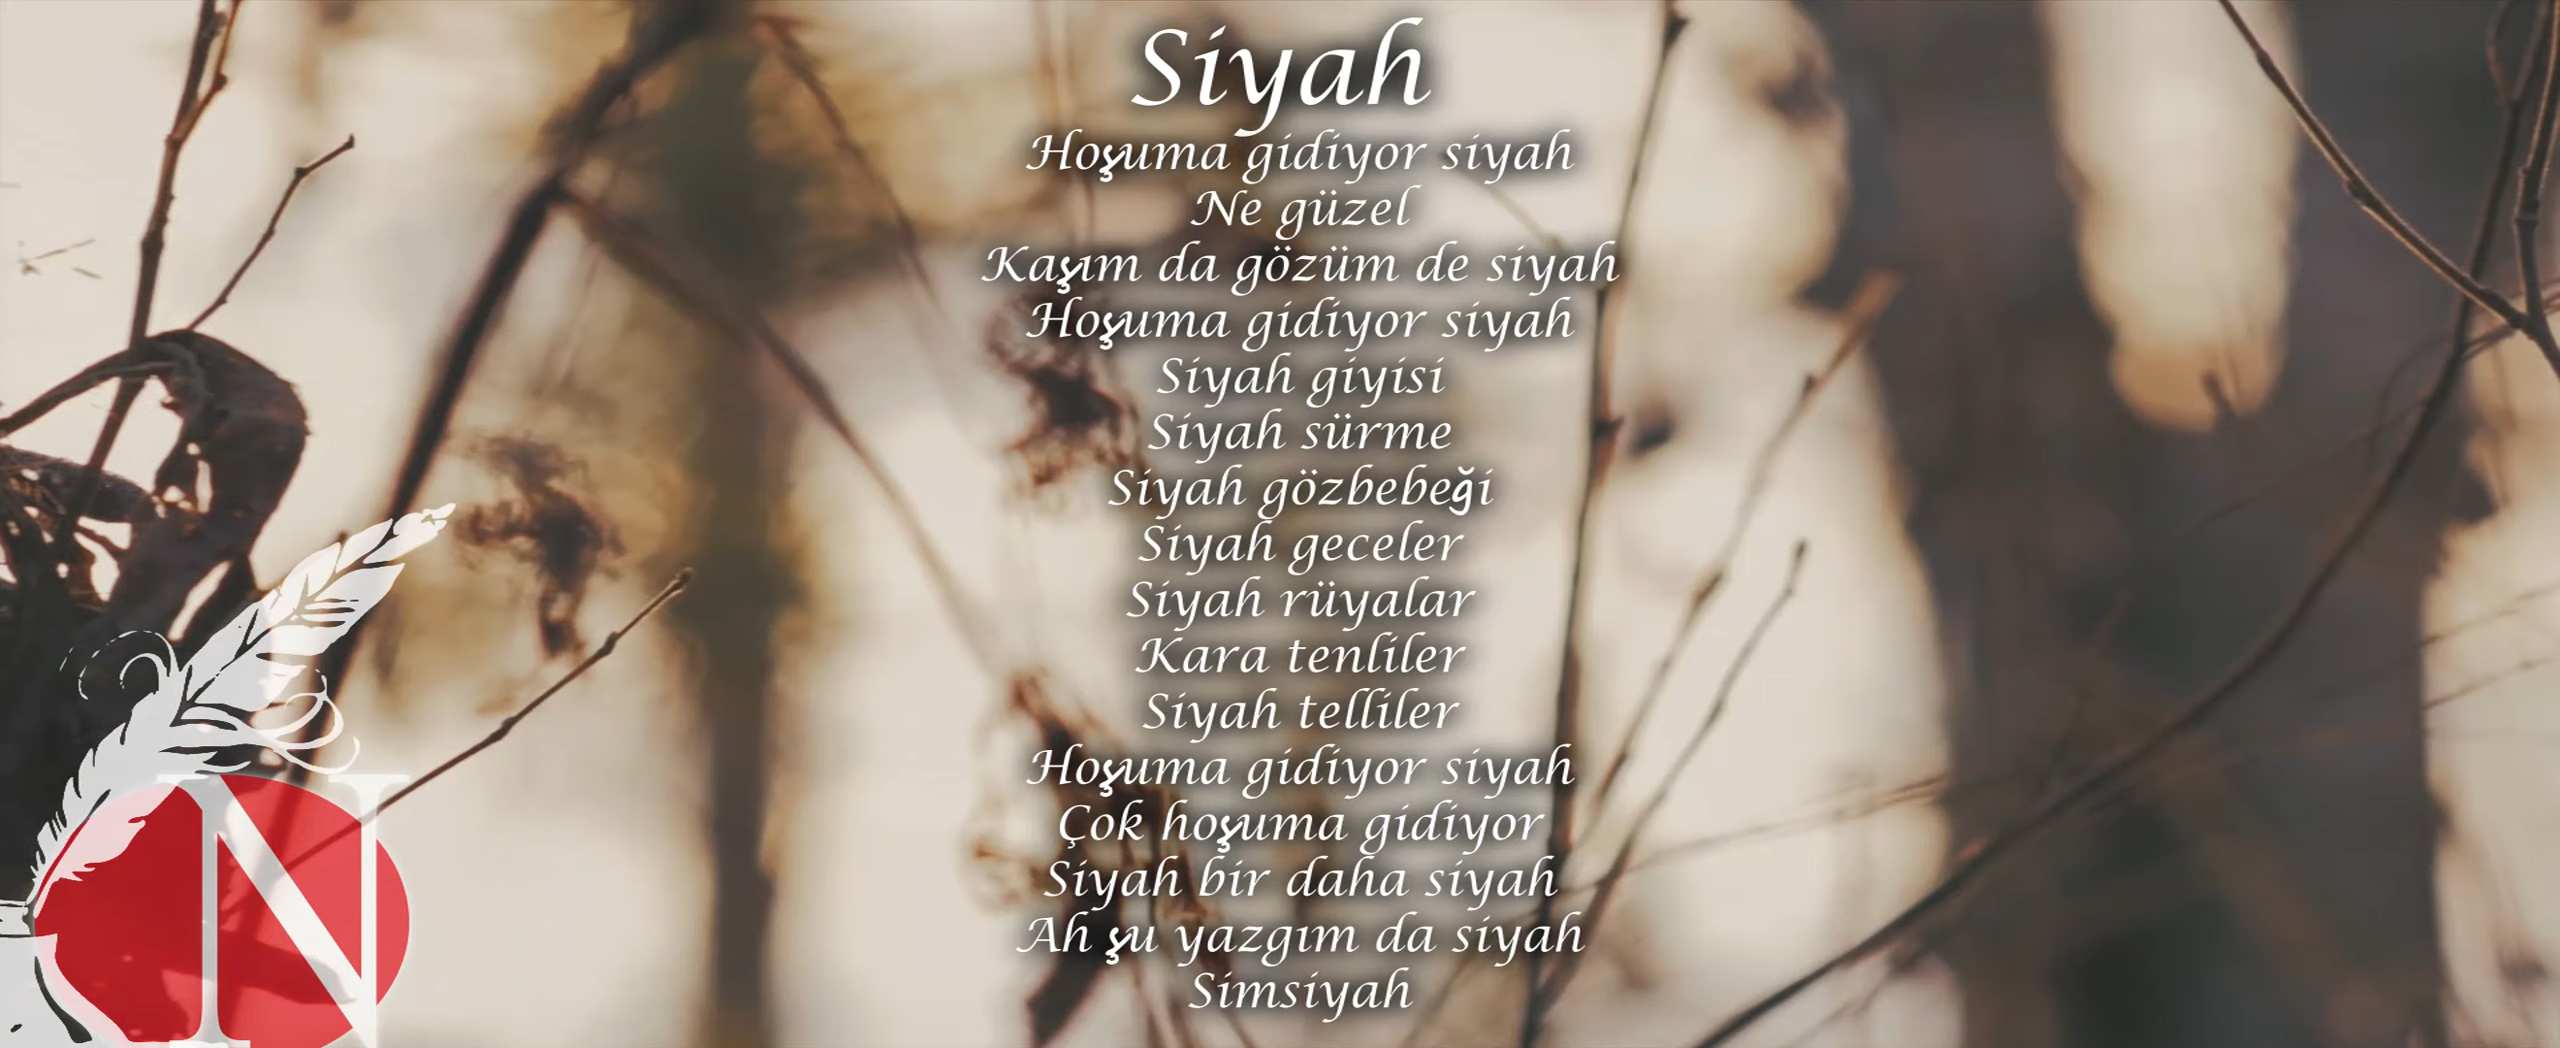 Siyah
Hoşuma gidiyor siyah
Ne güzel
Kaşım da gözüm de siyah
Hoşuma gidiyor siyah
Siyah giyisi
Siyah sürme
Siyah gözbebeği
Siyah geceler
Siyah rüyalar
Kara tenliler
Siyah telliler
Hoşuma gidiyor siyah
Çok hoşuma gidiyor
Siyah bir daha siyah
Ah şu yazgım da siyah
Simsiyah
N